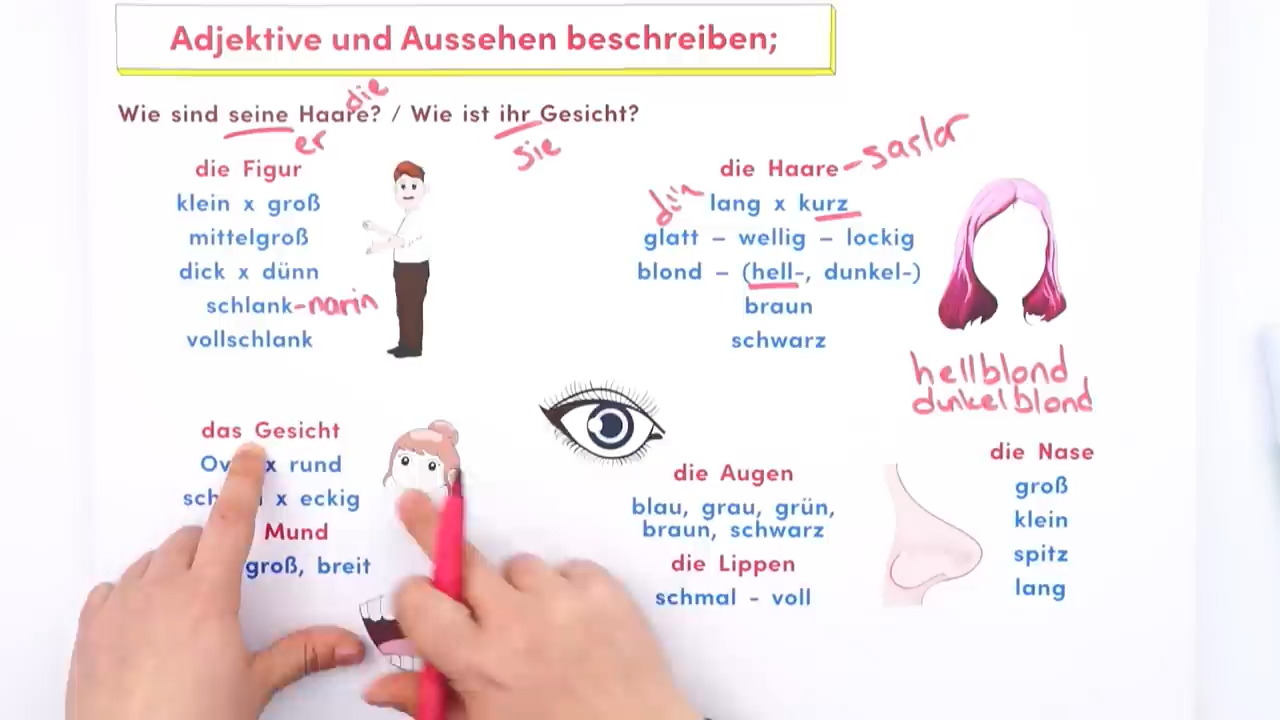 Adjektive und Aussehen beschreiben;
die
Wie sind seine Haare? / Wie ist ihr Gesicht?
er
sie
die Figur
klein x groß
mittelgroß
dick x dünn
schlank-narin
vollschlank
die Haare-saçlar
lang x kurz
glatt – wellig – lockig
blond – (hell-, dunkel-)
braun
schwarz
hellblond
dunkelblond
das Gesicht
x rund
x eckig
Mund
groß, breit
die Augen
blau, grau, grün,
braun, schwarz
die Lippen
schmal - voll
die Nase
groß
klein
spitz
lang